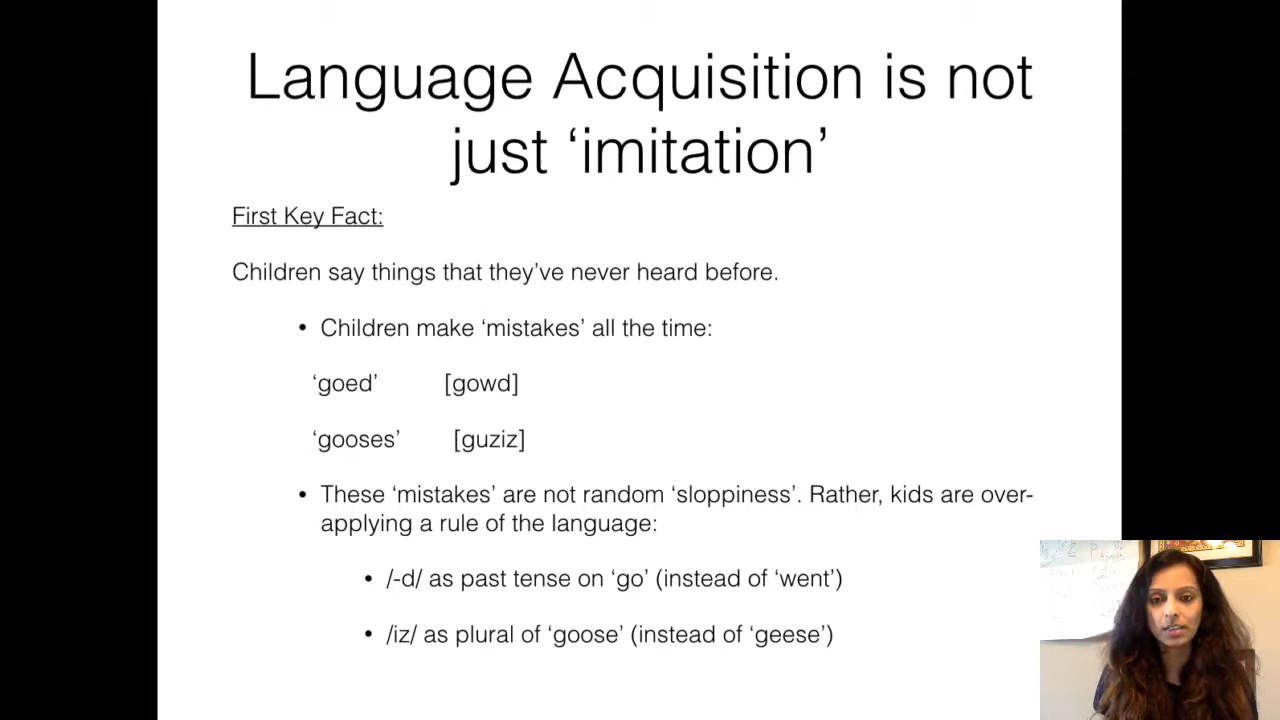 Language Acquisition is not
just ‘imitation’
First Key Fact:
Children say things that they’ve never heard before.
• Children make ‘mistakes’ all the time:
‘goed’ [gowd]
‘gooses’ [guziz]
• These ‘mistakes’ are not random ‘sloppiness’. Rather, kids are over-
applying a rule of the language:
• /-d/ as past tense on ‘go’ (instead of ‘went’)
• /iz/ as plural of ‘goose’ (instead of ‘geese’)